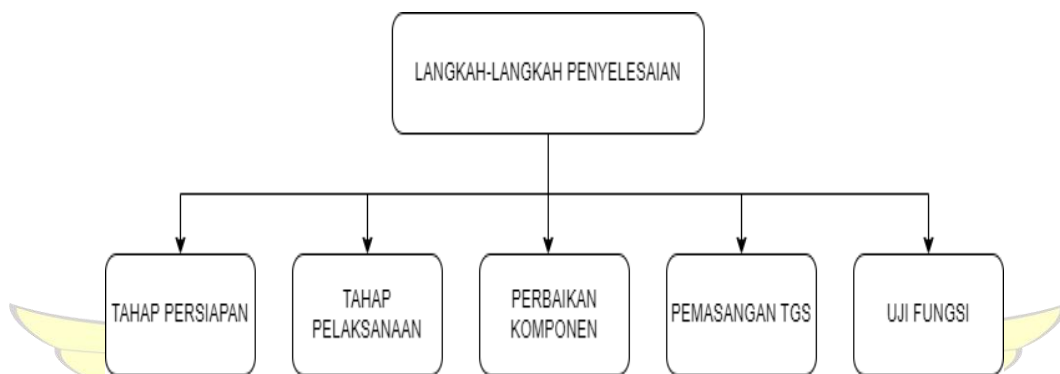 LANGKAH-LANGKAH PENYELESAIAN
TAHAP PERSIAPAN
TAHAP
PELAKSANAAN
PERBAIKAN
KOMPONEN
PEMASANGAN TGS
UJI FUNGSI